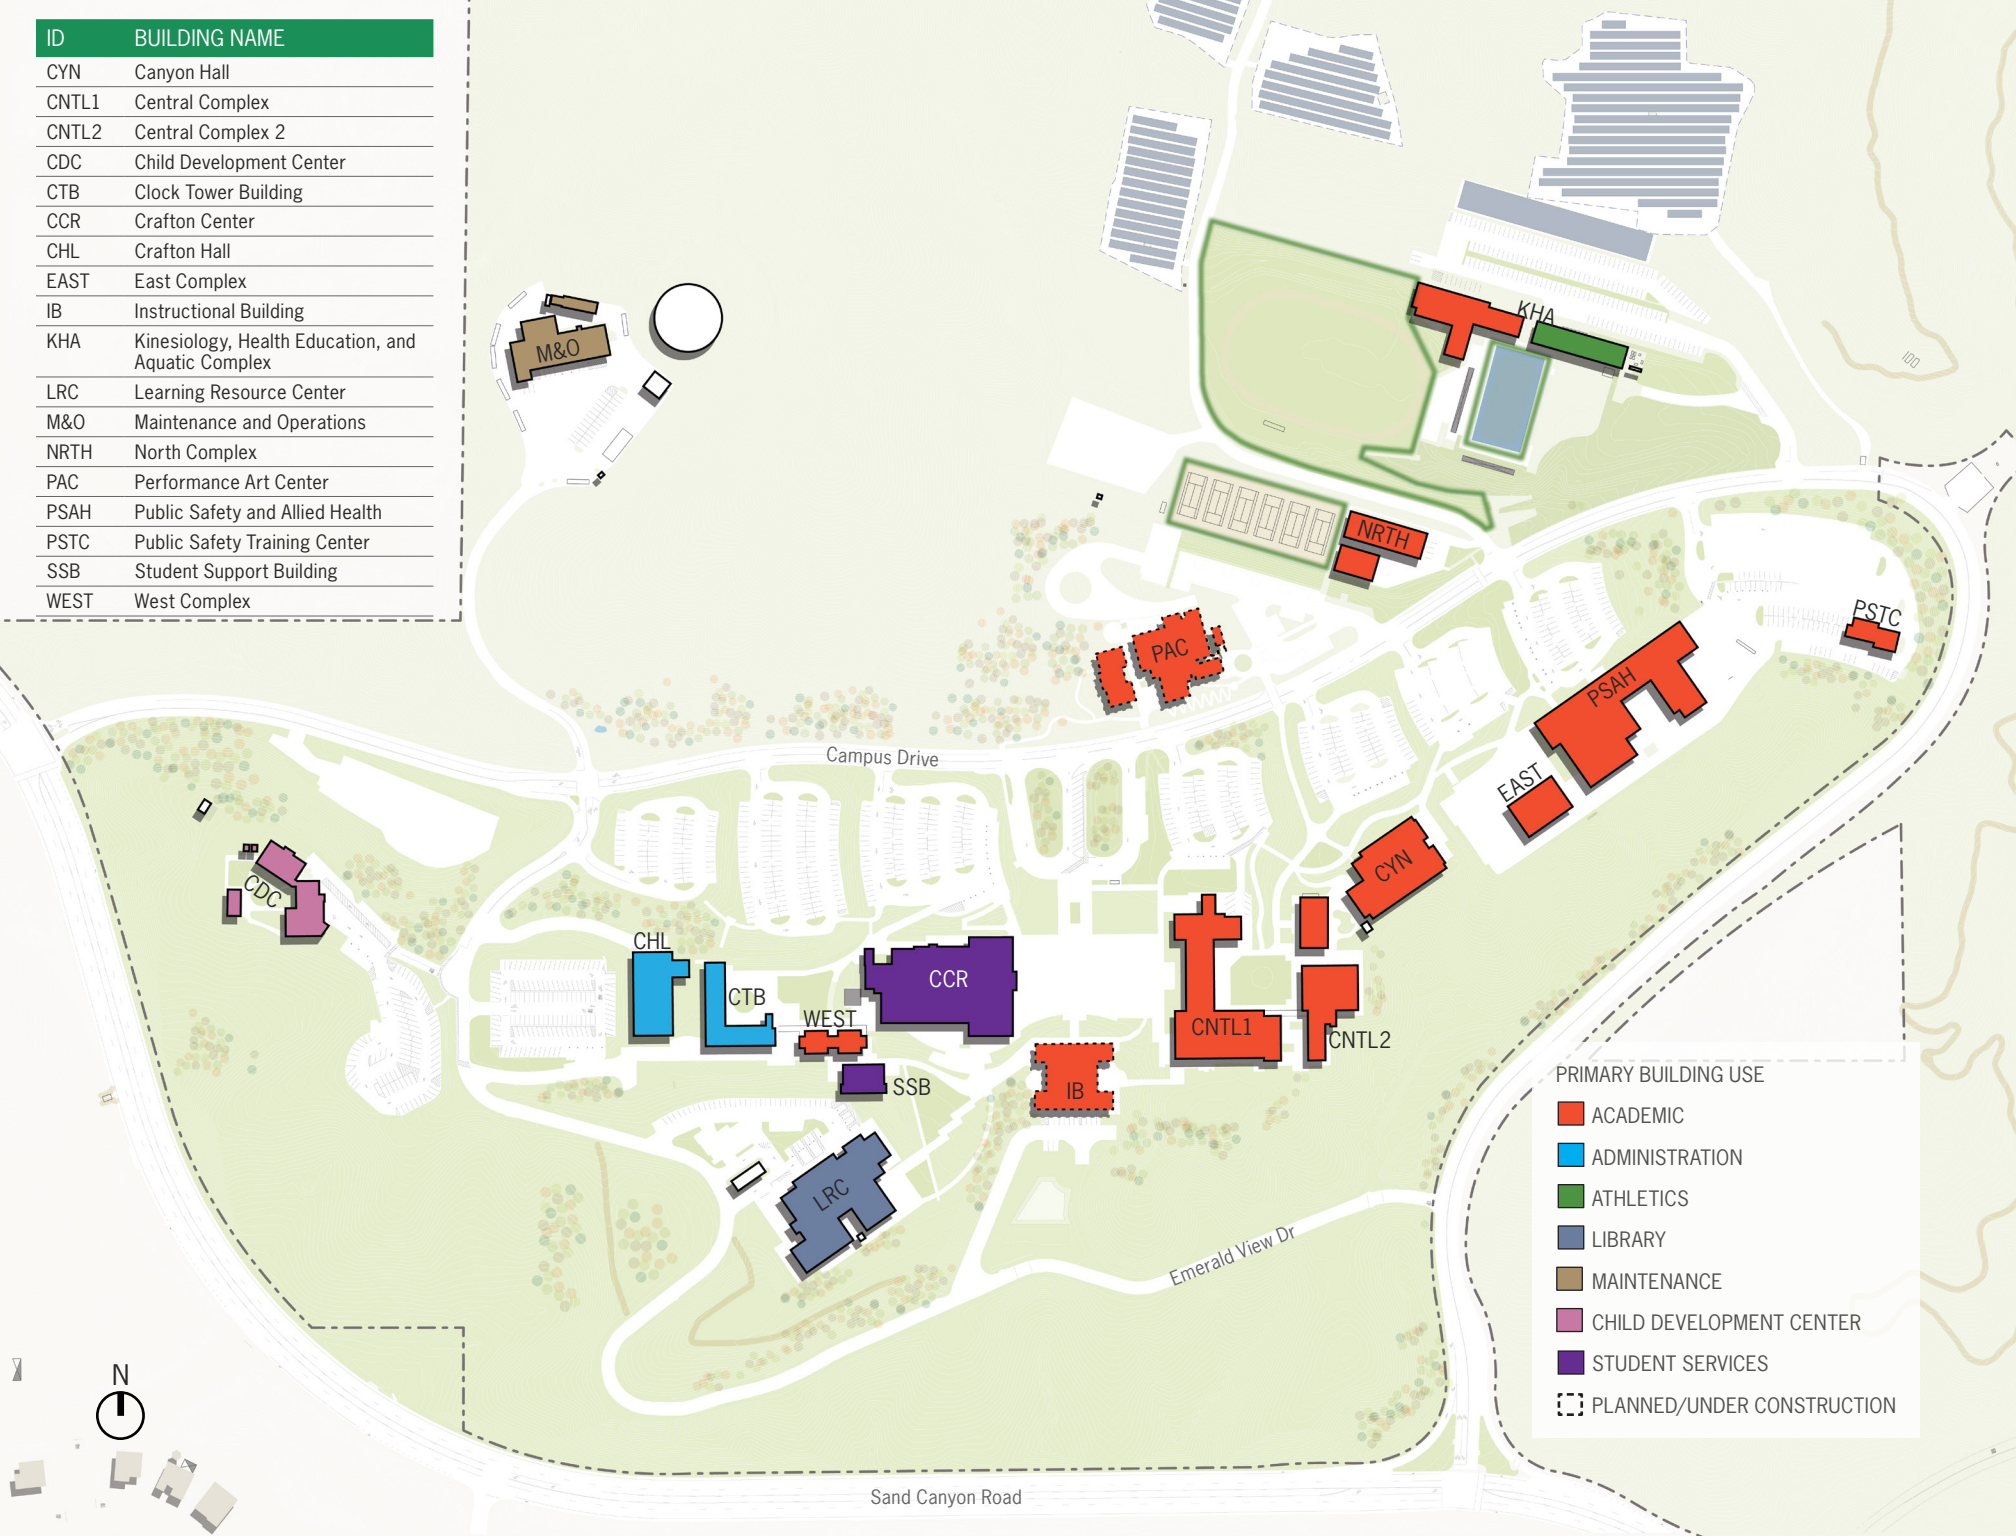 ID BUILDING NAME
CYN Canyon Hall
CNTL1 Central Complex
CNTL2 Central Complex 2
CDC Child Development Center
CTB Clock Tower Building
CCR Crafton Center
CHL Crafton Hall
EAST East Complex
IB Instructional Building
KHA Kinesiology, Health Education, and
Aquatic Complex
LRC Learning Resource Center
M&O Maintenance and Operations
NRTH North Complex
PAC Performance Art Center
PSAH Public Safety and Allied Health
PSTC Public Safety Training Center
SSB Student Support Building
WEST West Complex
KHA
M&O
NRTH
PSTC
PAC
PSAH
Campus Drive
EAST
CYN
CDC
CHL
CCR
CTB
WEST
CNTL1
CNTL2
SSB
IB
LRC
Emerald View Dr
PRIMARY BUILDING USE
ACADEMIC
ADMINISTRATION
ATHLETICS
LIBRARY
MAINTENANCE
CHILD DEVELOPMENT CENTER
STUDENT SERVICES
PLANNED/UNDER CONSTRUCTION
N
Sand Canyon Road